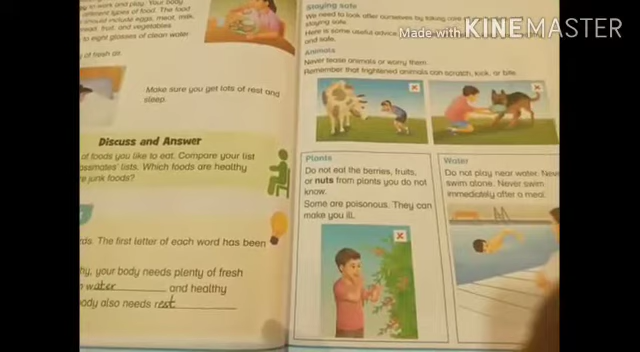 to work and play. Your body
different types of food. The food
should include eggs, meat, milk,
bread, fruit, and vegetables
to eight glasses of clean water
of fresh air.
Make sure you get lots of rest and
sleep.
Discuss and Answer
of foods you like to eat. Compare your list
lists. Which foods are healthy
junk foods?
The first letter of each word has been
your body needs plenty of fresh
water and healthy
also needs rest
Staying safe
We need to look after ourselves by taking care
staying safe.
Here is some useful advice
and safe.
Made with KINEMASTER
Animals
Never tease animals or worry them.
Remember that frightened animals can scratch, kick, or bite.
Plants
Do not eat the berries, fruits,
or nuts from plants you do not
know.
Some are poisonous. They can
make you ill.
Water
Do not play near water.
swim alone. Never swim
immediately after a meal.